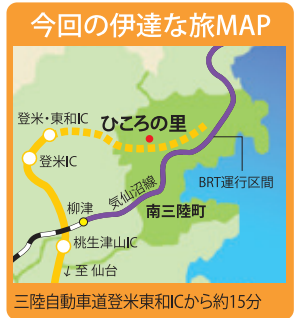 今回の伊達な旅MAP
登米・東和IC
ひころの里
登米IC
BRT運行区間
気仙沼線
柳津
南三陸町
桃生津山IC
↓至 仙台
三陸自動車道登米東和ICから約15分